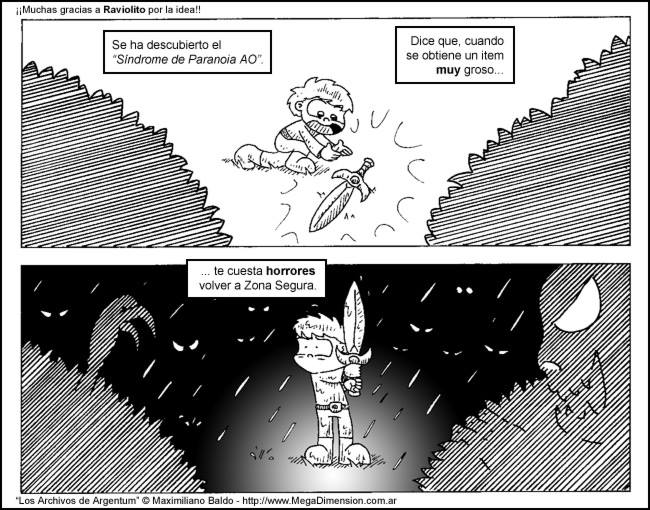 ¡¡Muchas gracias a Raviolito por la idea!!
Se ha descubierto el
“Síndrome de Paranoia AO”.
Dice que, cuando
se obtiene un item
muy groso...
... te cuesta horrores
volver a Zona Segura.
“Los Archivos de Argentum” © Maximiliano Baldo - http://www.MegaDimension.com.ar